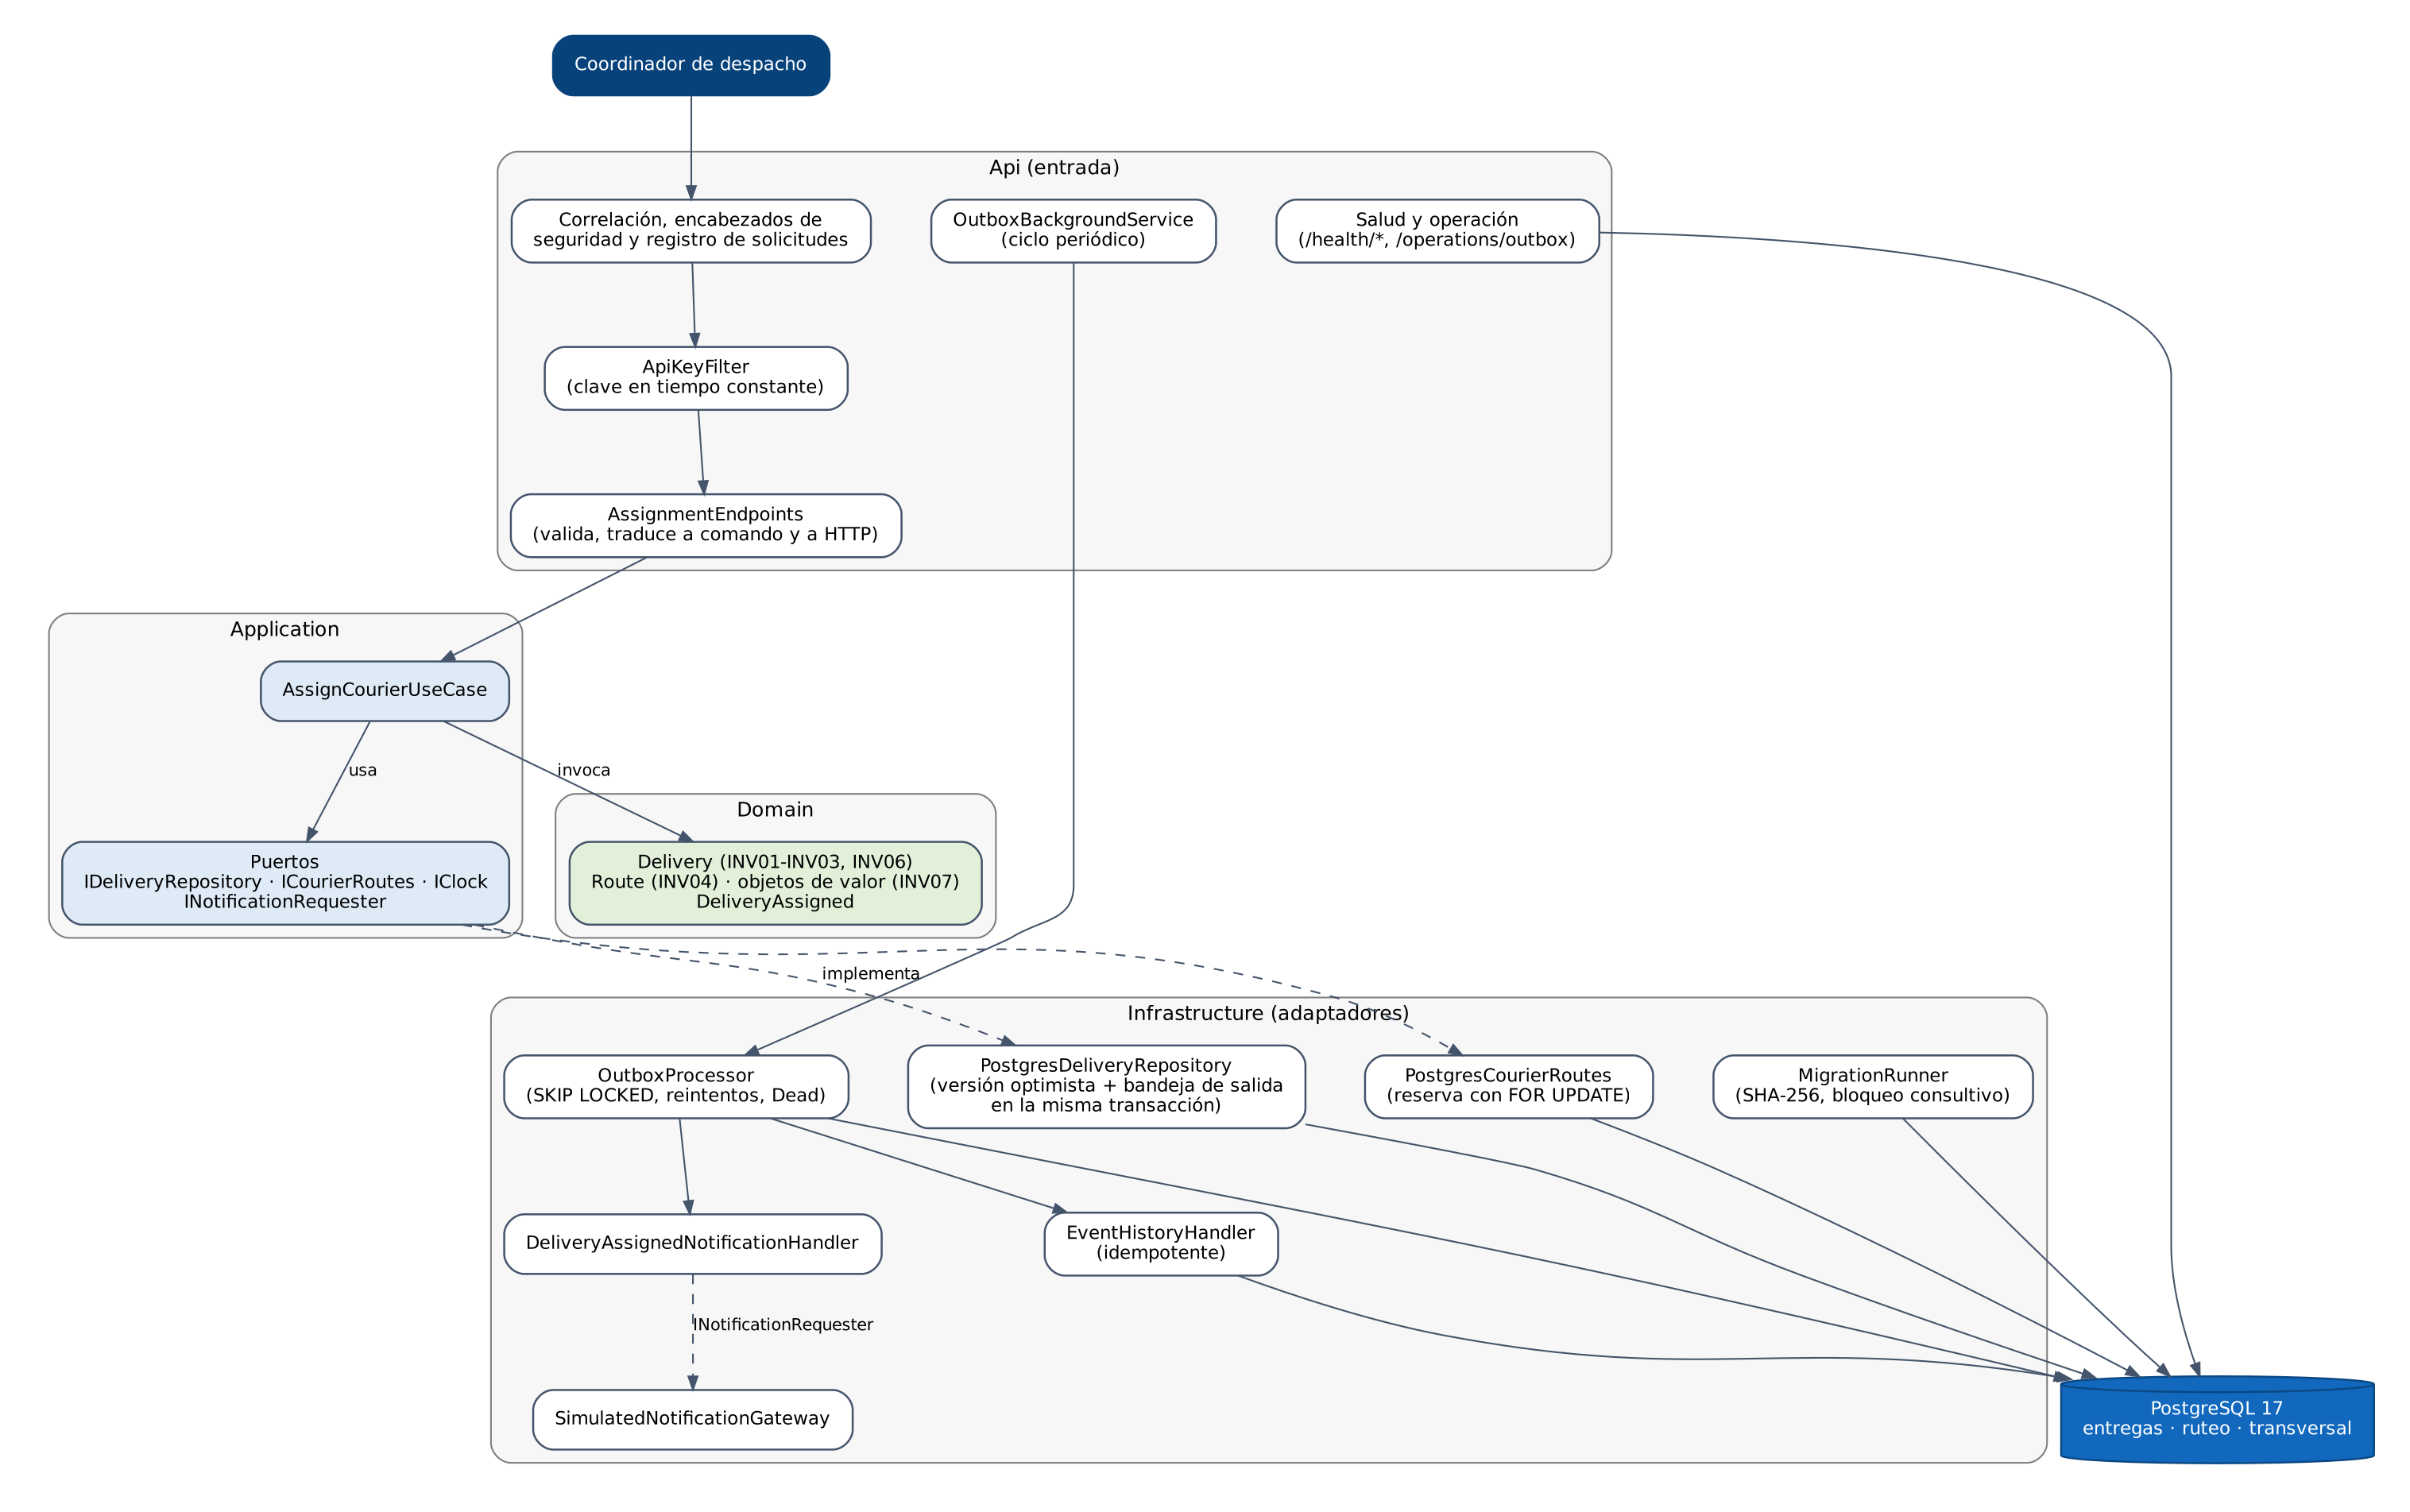 Coordinador de despacho
Api (entrada)
Correlación, encabezados de
seguridad y registro de solicitudes
OutboxBackgroundService
(ciclo periódico)
Salud y operación
(/health/*, /operations/outbox)
ApiKeyFilter
(clave en tiempo constante)
AssignmentEndpoints
(valida, traduce a comando y a HTTP)
Application
AssignCourierUseCase
usa
invoca
Domain
Puertos
IDeliveryRepository · ICourierRoutes · IClock
INotificationRequester
Delivery (INV01-INV03, INV06)
Route (INV04) · objetos de valor (INV07)
DeliveryAssigned
implementa
Infrastructure (adaptadores)
OutboxProcessor
(SKIP LOCKED, reintentos, Dead)
PostgresDeliveryRepository
(versión optimista + bandeja de salida
en la misma transacción)
PostgresCourierRoutes
(reserva con FOR UPDATE)
MigrationRunner
(SHA-256, bloqueo consultivo)
DeliveryAssignedNotificationHandler
EventHistoryHandler
(idempotente)
INotificationRequester
SimulatedNotificationGateway
PostgreSQL 17
entregas · ruteo · transversal